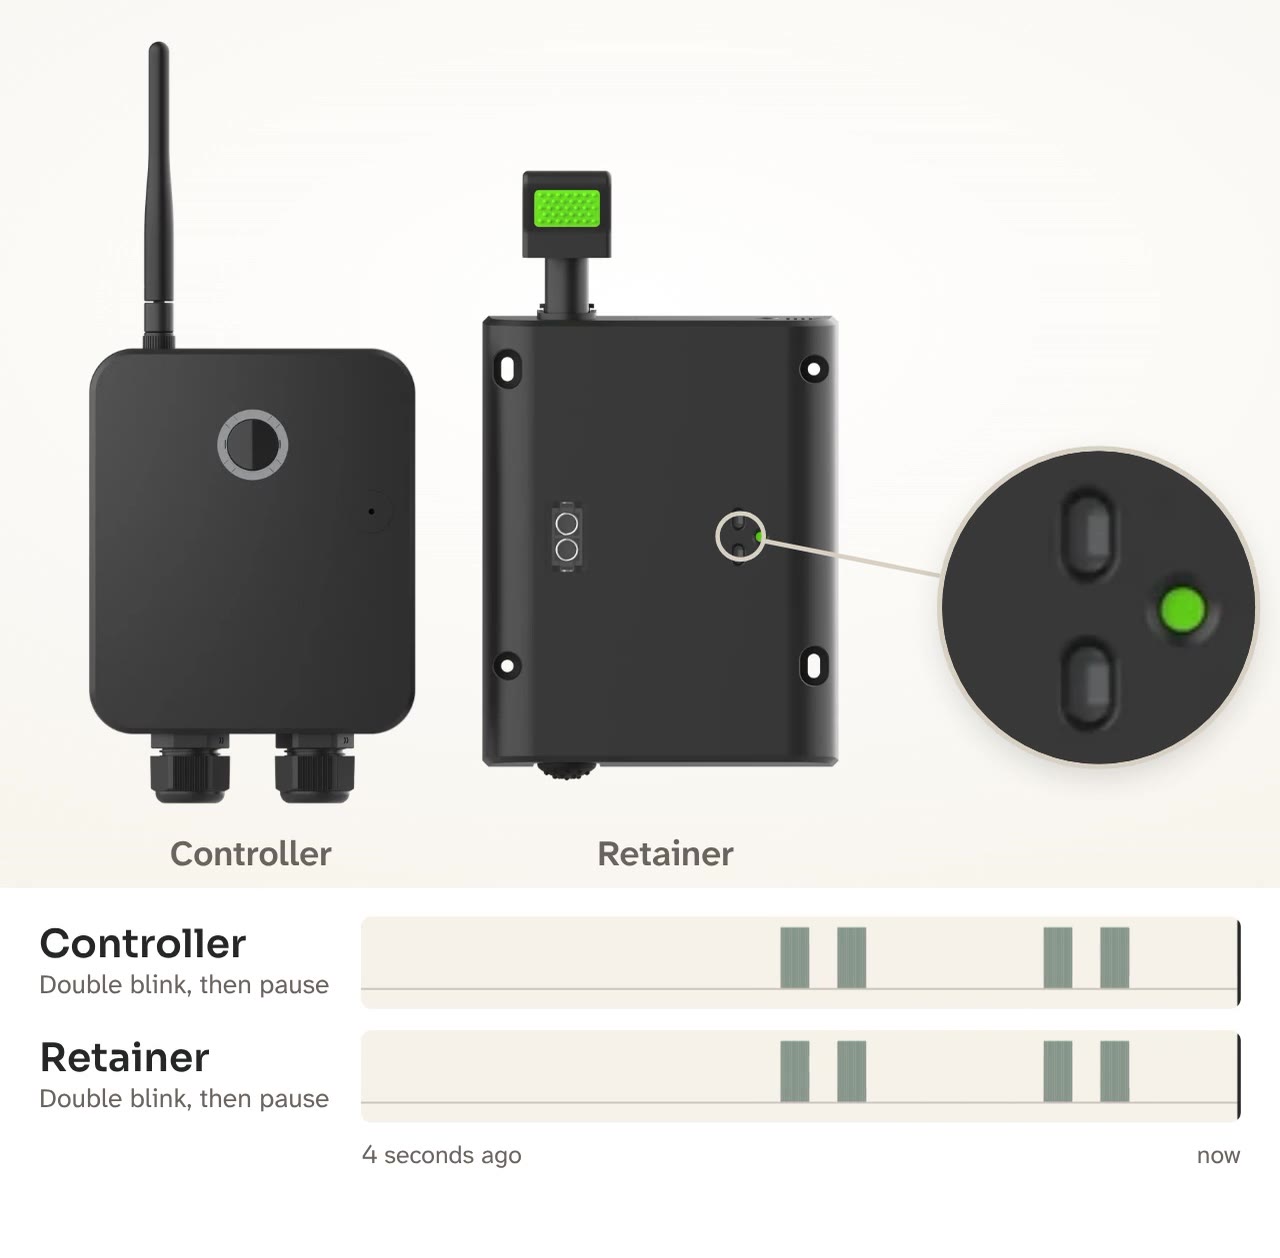 Controller
Retainer
Controller
Double blink, then pause
Retainer
Double blink, then pause
4 seconds ago
now